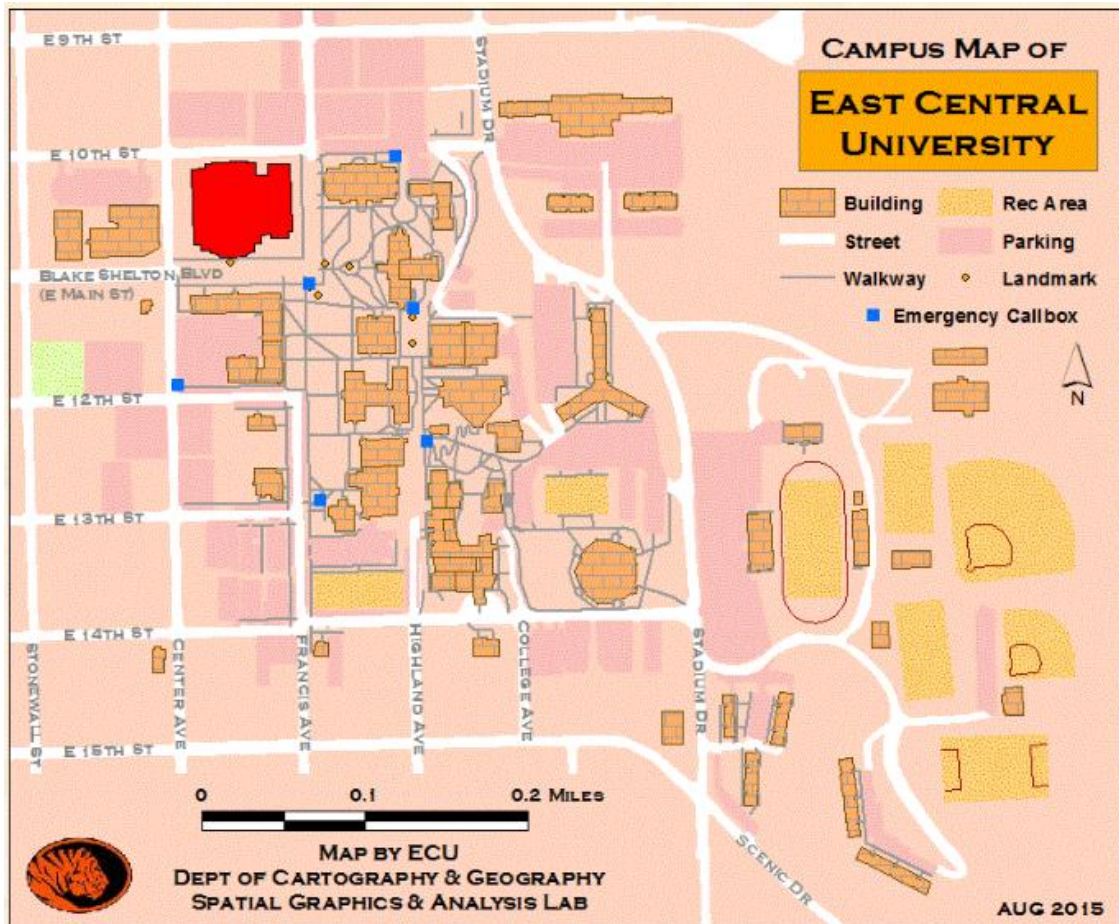 CAMPUS MAP OF
EAST CENTRAL
UNIVERSITY
Building
Rec Area
Street
Parking
Walkway
Landmark
Emergency Callbox
N
E 9TH ST
STADIUM DR
E 10TH ST
BLAKE SHELTON BLVD
(E MAIN ST)
E 12TH ST
E 13TH ST
E 14TH ST
STONEWALL ST
CENTER AVE
FRANCIS AVE
HIGHLAND AVE
COLLEGE AVE
STADIUM DR
E 15TH ST
SCENIC DR
0 0.1 0.2 MILES
MAP BY ECU
DEPT OF CARTOGRAPHY & GEOGRAPHY
SPATIAL GRAPHICS & ANALYSIS LAB
AUG 2015